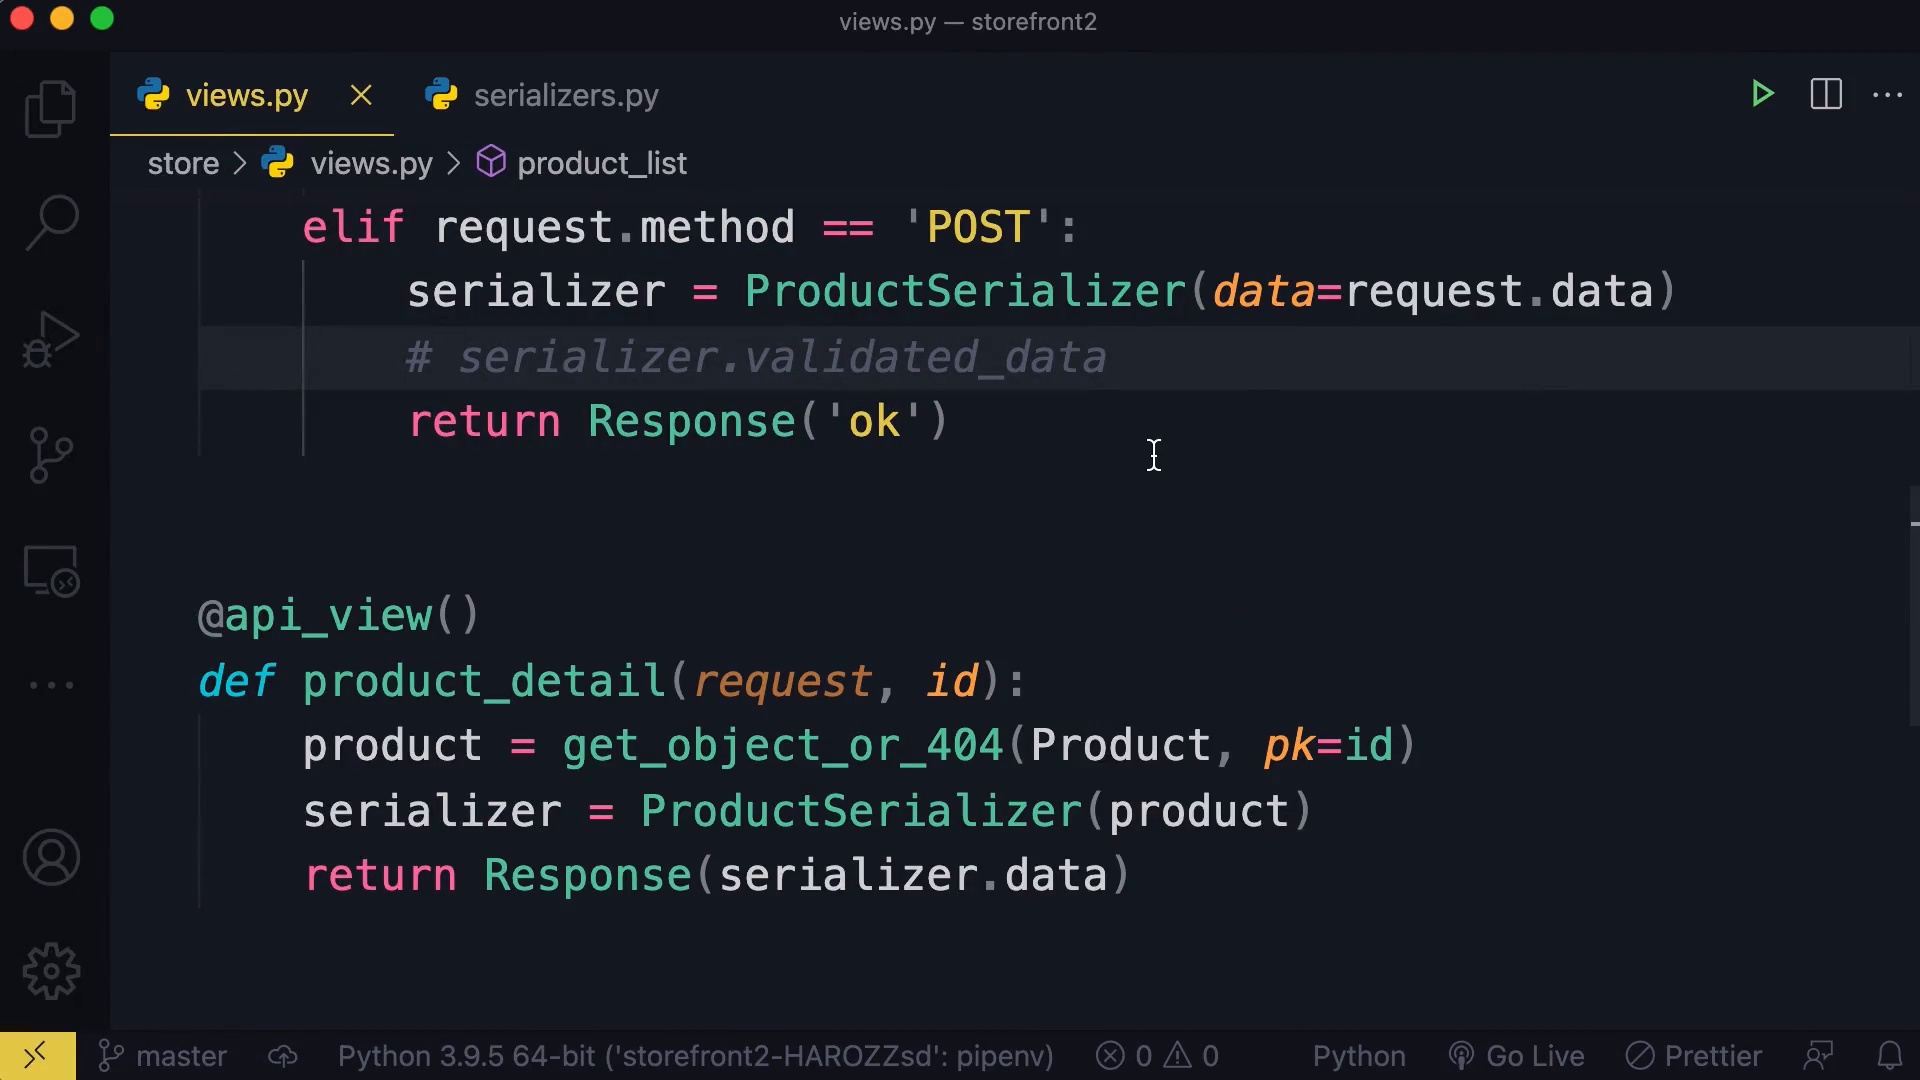 views.py — storefront2
views.py serializers.py
store > views.py > product_list
elif request.method == 'POST':
serializer = ProductSerializer(data=request.data)
# serializer.validated_data
return Response('ok')
@api_view()
def product_detail(request, id):
product = get_object_or_404(Product, pk=id)
serializer = ProductSerializer(product)
return Response(serializer.data)
master Python 3.9.5 64-bit ('storefront2-HAROZZsd': pipenv) 0 0 Python Go Live Prettier